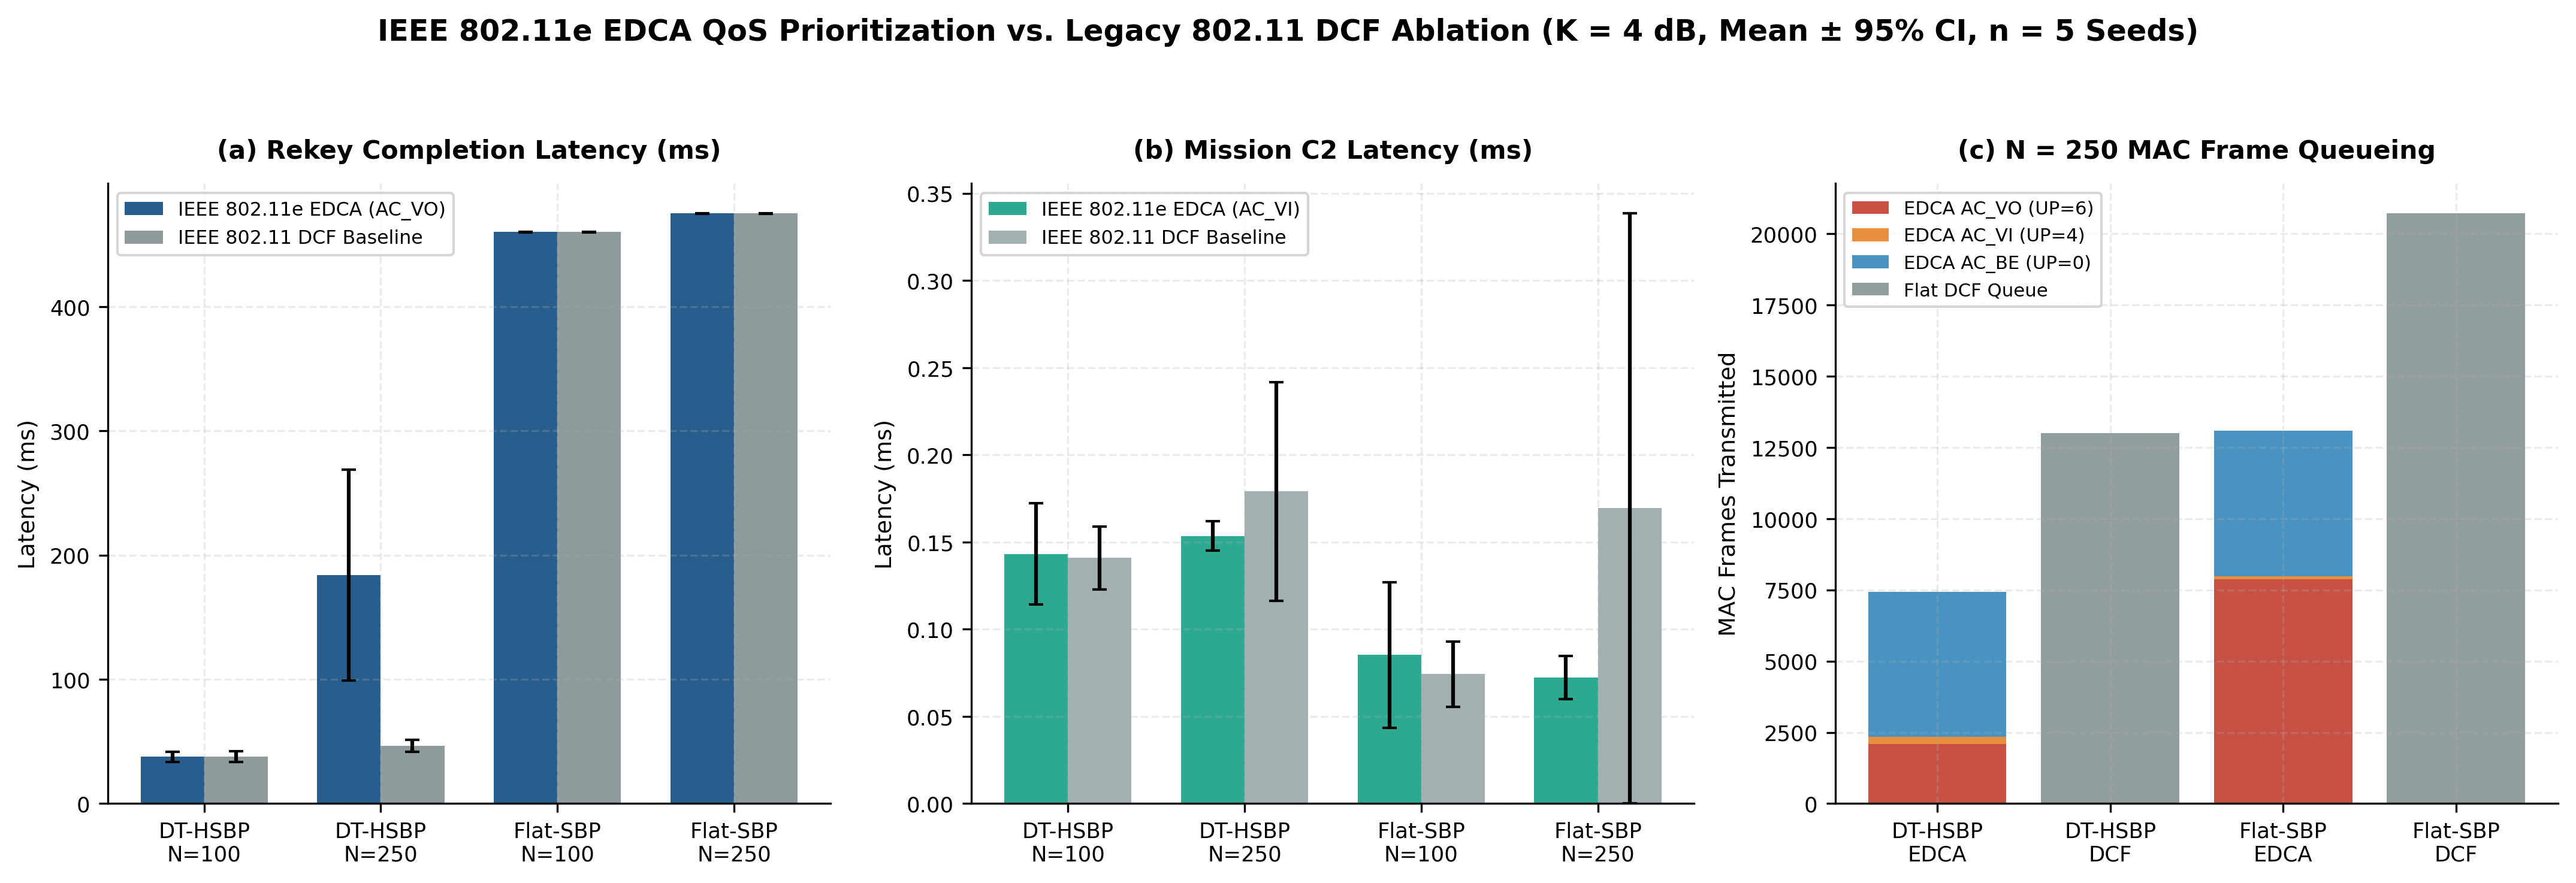 IEEE 802.11e EDCA QoS Prioritization vs. Legacy 802.11 DCF Ablation (K = 4 dB, Mean ± 95% CI, n = 5 Seeds)
(a) Rekey Completion Latency (ms)
IEEE 802.11e EDCA (AC_VO)
IEEE 802.11 DCF Baseline
Latency (ms)
400
300
200
100
0
DT-HSBP
N=100
DT-HSBP
N=250
Flat-SBP
N=100
Flat-SBP
N=250
(b) Mission C2 Latency (ms)
IEEE 802.11e EDCA (AC_VI)
IEEE 802.11 DCF Baseline
Latency (ms)
0.35
0.30
0.25
0.20
0.15
0.10
0.05
0.00
DT-HSBP
N=100
DT-HSBP
N=250
Flat-SBP
N=100
Flat-SBP
N=250
(c) N = 250 MAC Frame Queueing
EDCA AC_VO (UP=6)
EDCA AC_VI (UP=4)
EDCA AC_BE (UP=0)
Flat DCF Queue
MAC Frames Transmitted
20000
17500
15000
12500
10000
7500
5000
2500
0
DT-HSBP
EDCA
DT-HSBP
DCF
Flat-SBP
EDCA
Flat-SBP
DCF